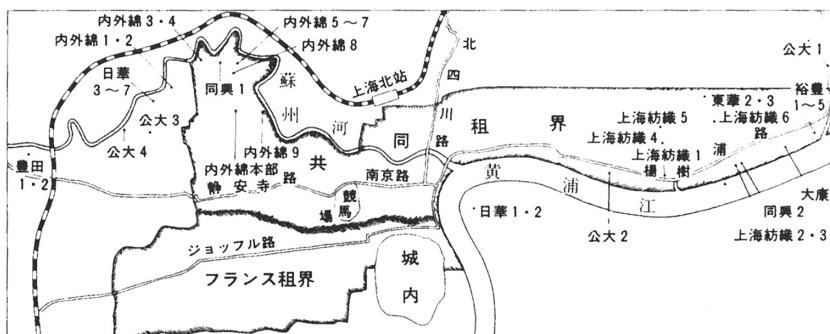 内外綿3・4
内外綿5〜7
内外綿1・2
内外綿8
日華
3〜7
同興1
蘇州河
上海北站
北四川路
公大1
公大3
公大4
豊田
1・2
内外綿9
内外綿本部
静安寺路
共同租界
南京路
競馬場
ジョッフル路
フランス租界
城内
黄浦江
日華1・2
東華2・3
裕豊
1〜5
上海紡織5
上海紡織6
上海紡織4
上海紡織1
楊樹浦路
公大2
大康
同興2
上海紡織2・3